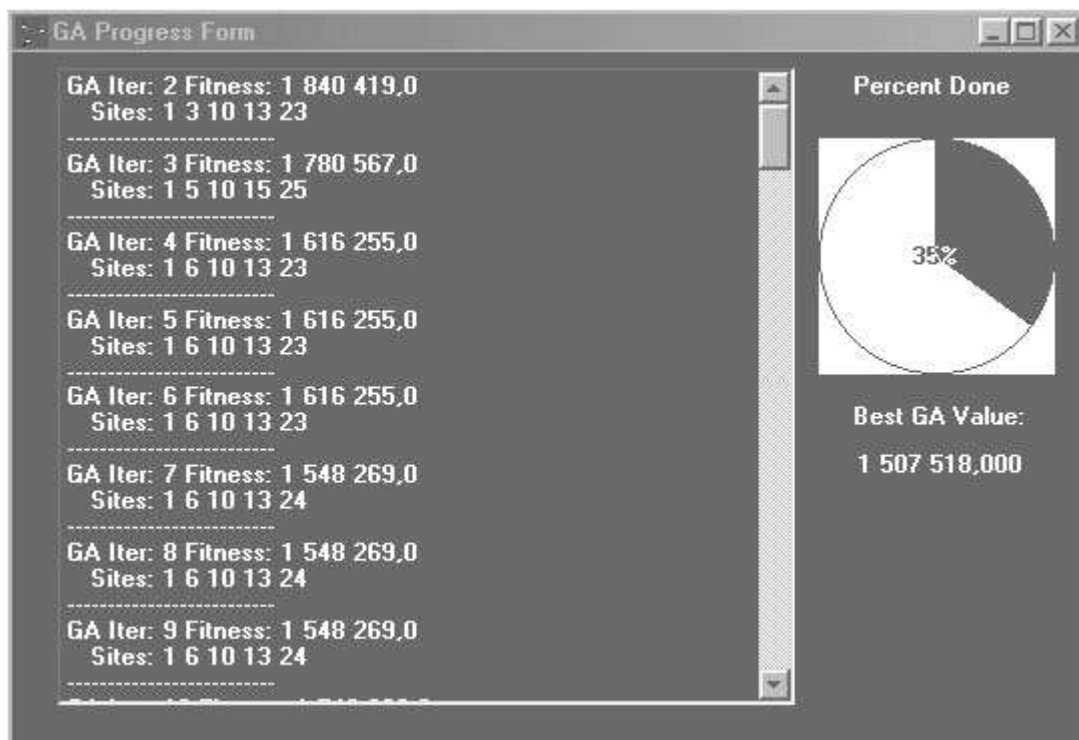 GA Progress Form
GA Iter: 2 Fitness: 1 840 419,0
Sites: 1 3 10 13 23
--------------------------
GA Iter: 3 Fitness: 1 780 567,0
Sites: 1 5 10 15 25
--------------------------
GA Iter: 4 Fitness: 1 616 255,0
Sites: 1 6 10 13 23
--------------------------
GA Iter: 5 Fitness: 1 616 255,0
Sites: 1 6 10 13 23
--------------------------
GA Iter: 6 Fitness: 1 616 255,0
Sites: 1 6 10 13 23
--------------------------
GA Iter: 7 Fitness: 1 548 269,0
Sites: 1 6 10 13 24
--------------------------
GA Iter: 8 Fitness: 1 548 269,0
Sites: 1 6 10 13 24
--------------------------
GA Iter: 9 Fitness: 1 548 269,0
Sites: 1 6 10 13 24
--------------------------
Percent Done
35%
Best GA Value:
1 507 518,000